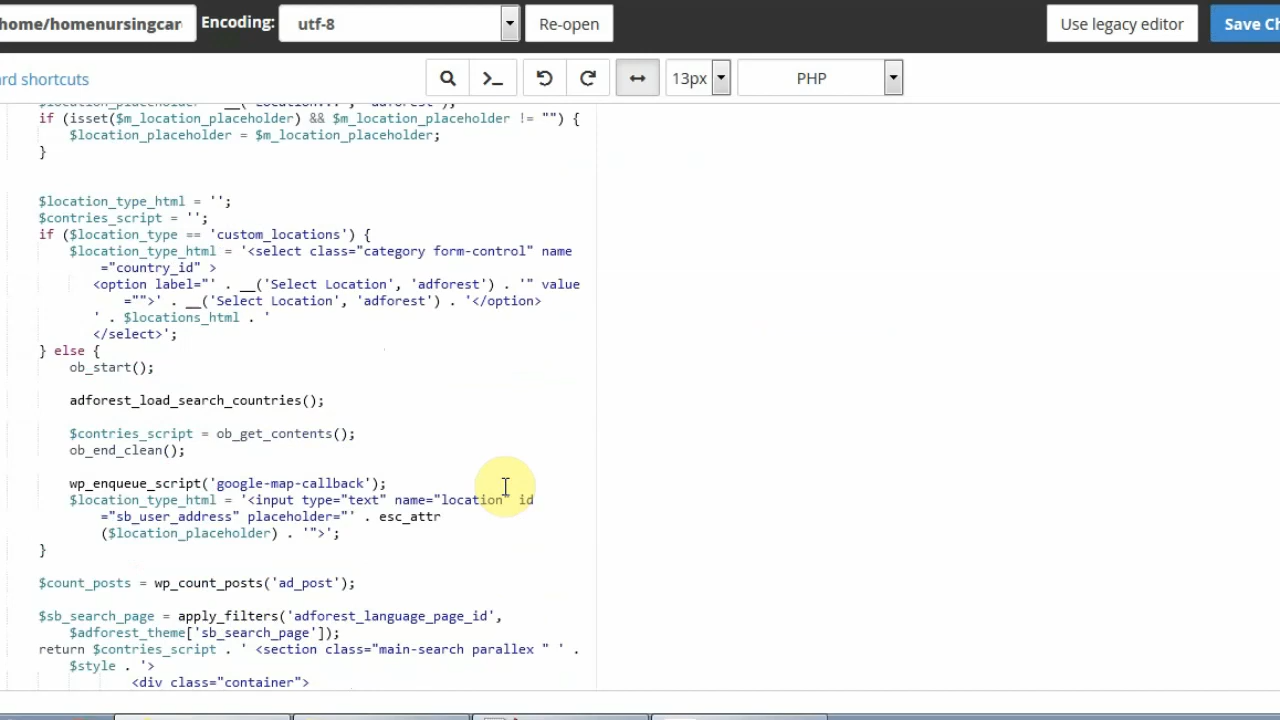 home/homenursingcar Encoding: utf-8 Re-open Use legacy editor Save Ch
rd shortcuts 13px PHP
$location_placeholder = __('Location...', 'adforest');
if (isset($m_location_placeholder) && $m_location_placeholder != "") {
$location_placeholder = $m_location_placeholder;
}
$location_type_html = '';
$contries_script = '';
if ($location_type == 'custom_locations') {
$location_type_html = '<select class="category form-control" name
="country_id" >
<option label="' . __('Select Location', 'adforest') . '" value
="">' . __('Select Location', 'adforest') . '</option>
' . $locations_html . '
</select>';
} else {
ob_start();
adforest_load_search_countries();
$contries_script = ob_get_contents();
ob_end_clean();
wp_enqueue_script('google-map-callback');
$location_type_html = '<input type="text" name="location" id
="sb_user_address" placeholder="' . esc_attr
($location_placeholder) . '">';
}
$count_posts = wp_count_posts('ad_post');
$sb_search_page = apply_filters('adforest_language_page_id',
$adforest_theme['sb_search_page']);
return $contries_script . ' <section class="main-search parallex " ' .
$style . '>
<div class="container">